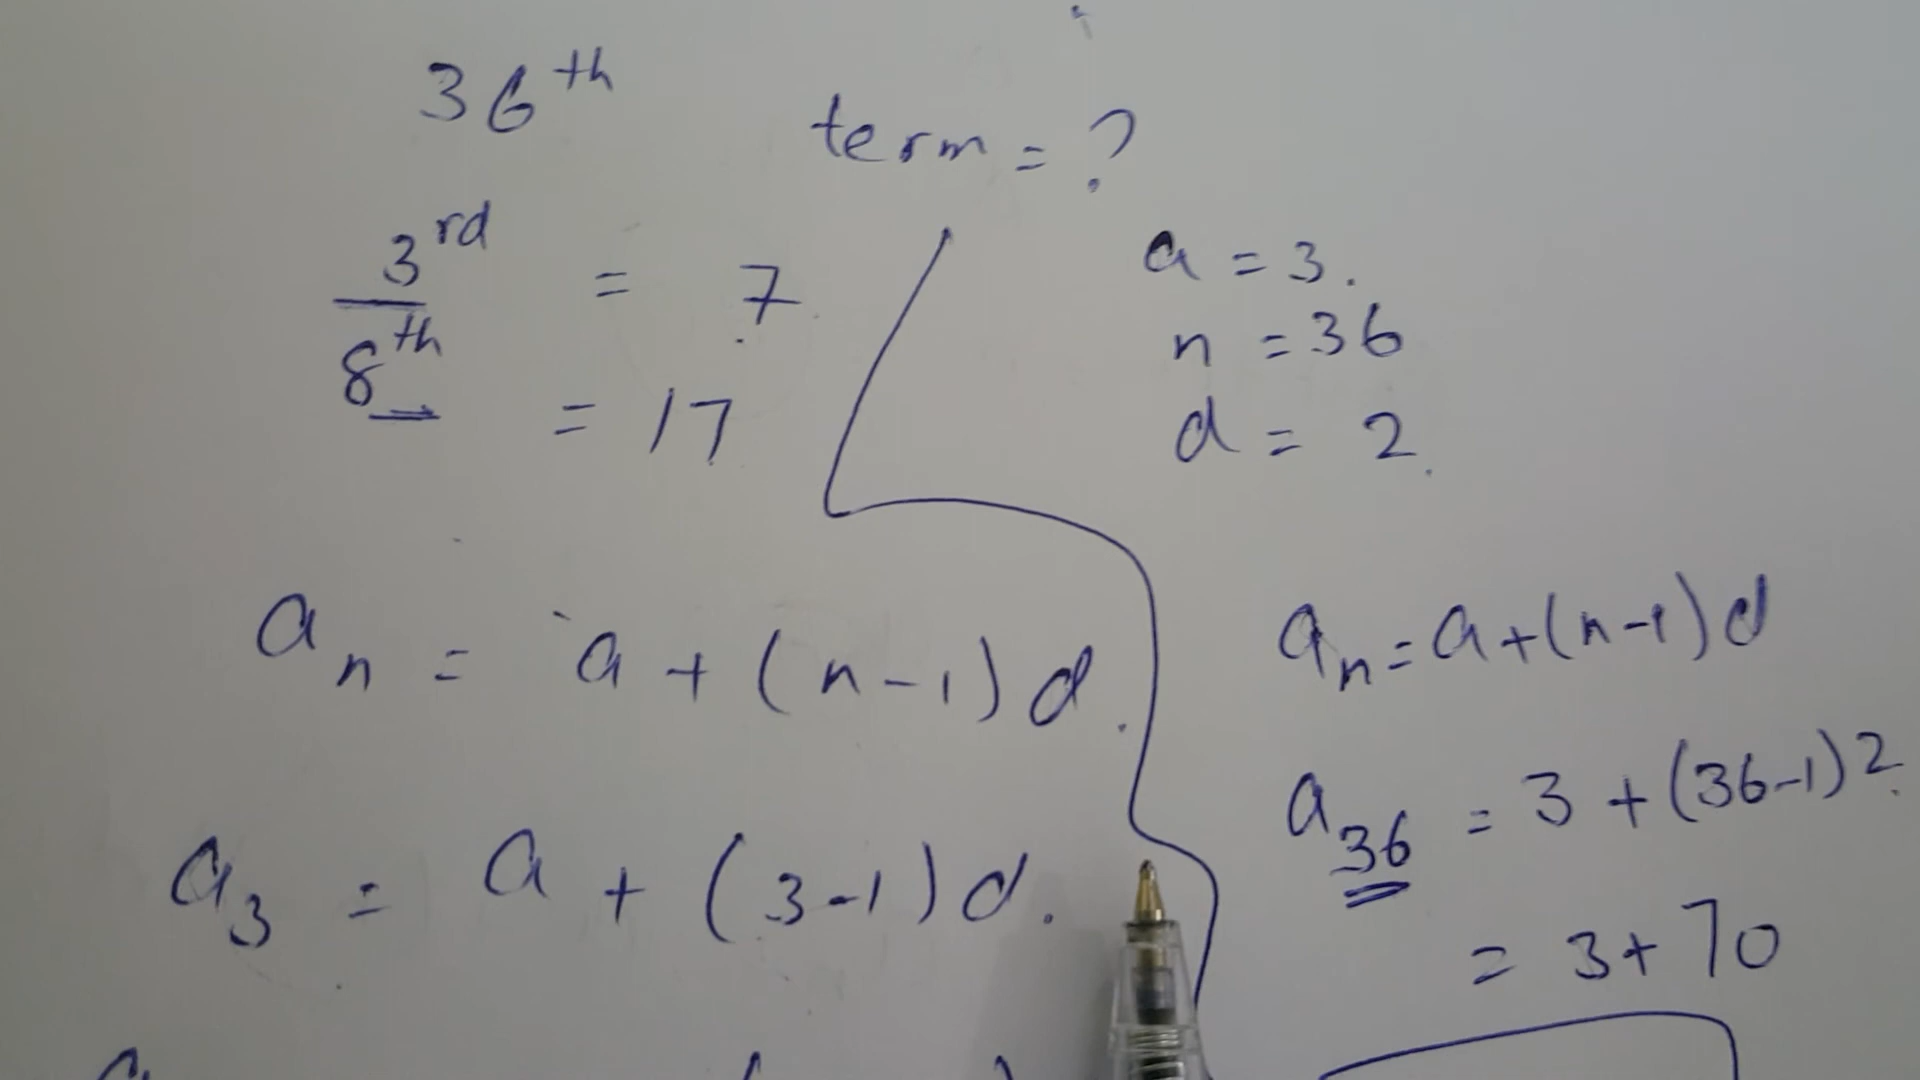 36th term = ?
3rd = 7
8th = 17
an = a + (n-1) d.
a3 = a + (3-1) d.
a = 3.
n = 36
d = 2.
an = a+(n-1)d
a36 = 3 + (36-1)2.
= 3+70